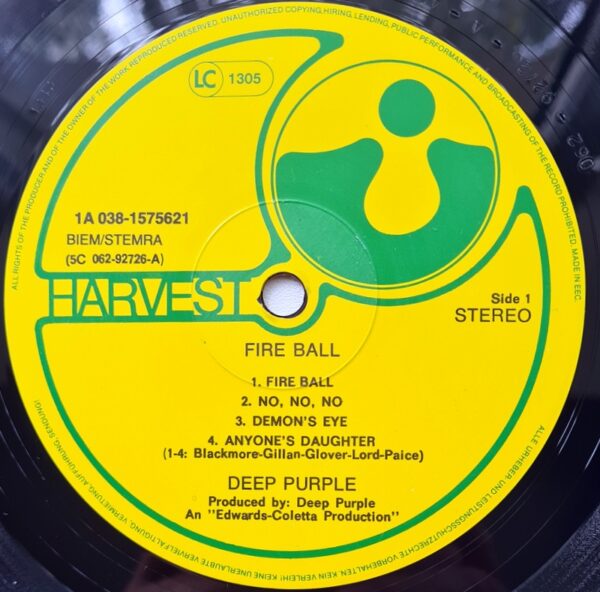 ALL RIGHTS OF THE PRODUCER AND OF THE OWNER OF THE WORK REPRODUCED RESERVED. UNAUTHORIZED COPYING, HIRING, LENDING, PUBLIC PERFORMANCE AND BROADCASTING OF THE RECORD PROHIBITED. MADE IN EEC.
LC 1305
1A 038-1575621
BIEM/STEMRA
(5C 062-92726-A)
HARVEST
Side 1
STEREO
FIRE BALL
1. FIRE BALL
2. NO, NO, NO
3. DEMON'S EYE
4. ANYONE'S DAUGHTER
(1-4: Blackmore-Gillan-Glover-Lord-Paice)
DEEP PURPLE
Produced by: Deep Purple
An "Edwards-Coletta Production"
ALLE URHEBER- UND LEISTUNGSSCHUTZRECHTE VORBEHALTEN. KEIN VERLEIH! KEINE UNERLAUBTE VERVIELFÄLTIGUNG, VERMIETUNG, AUFFÜHRUNG, SENDUNG!